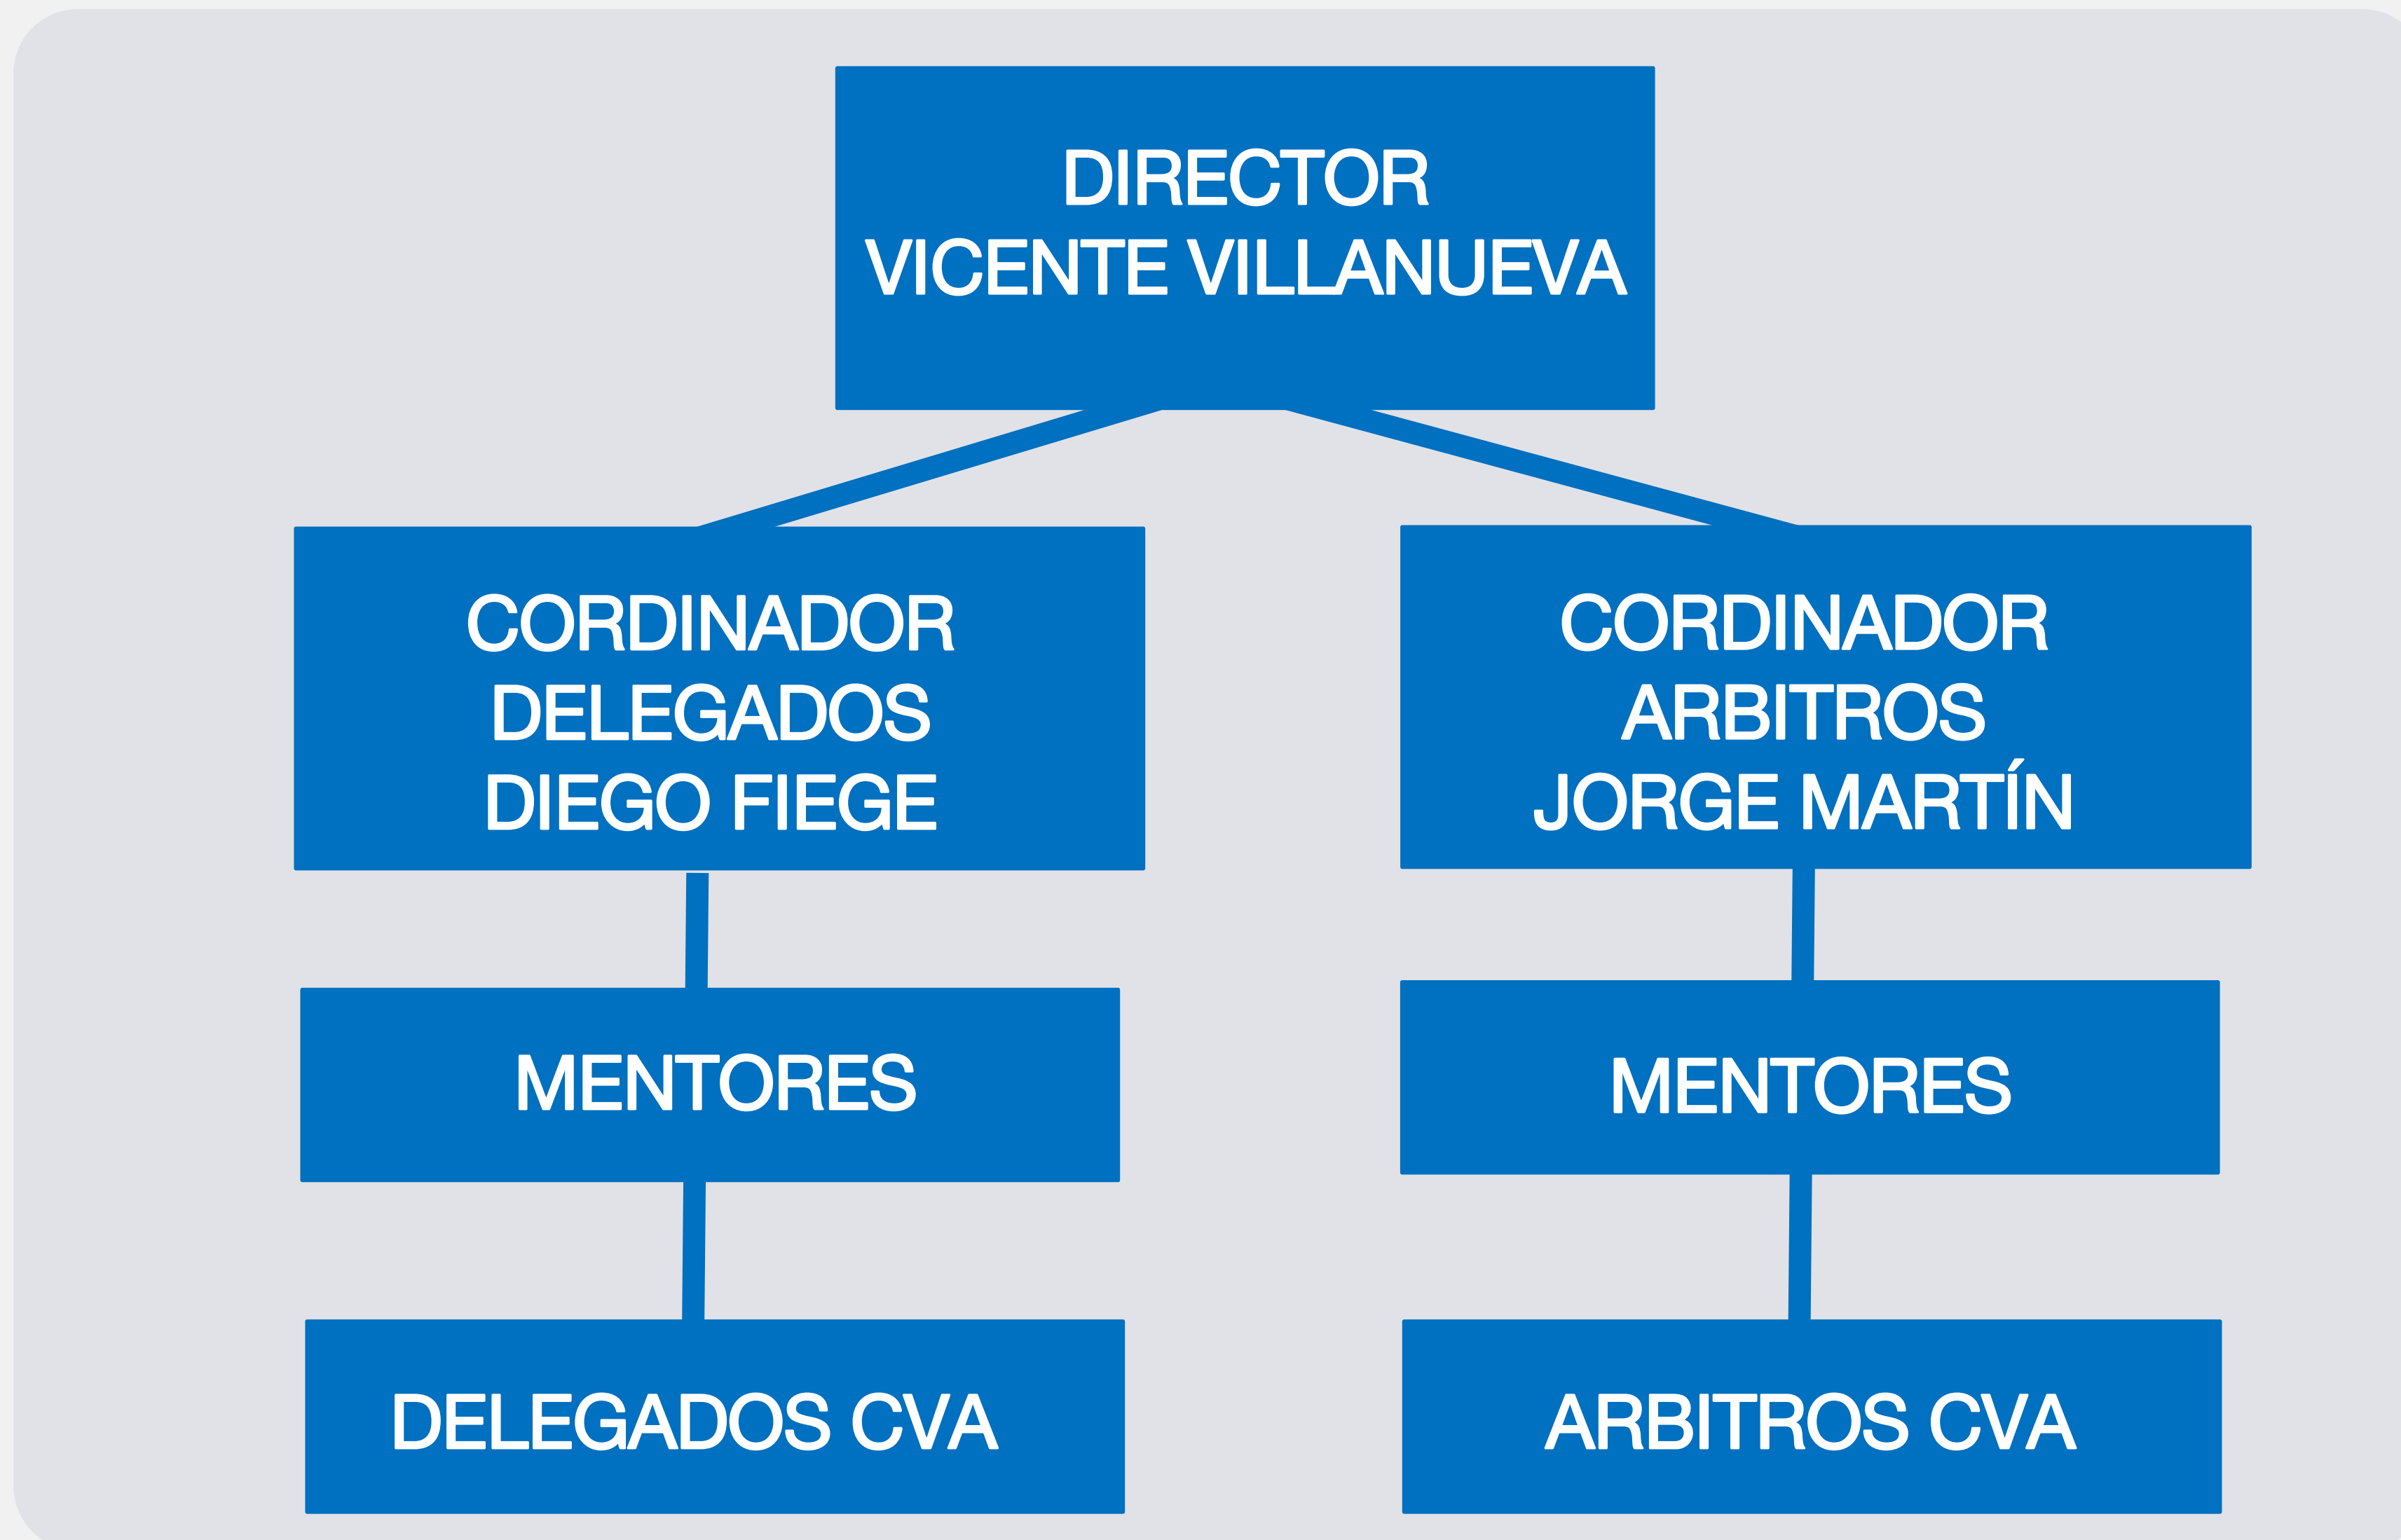 DIRECTOR
VICENTE VILLANUEVA
CORDINADOR
DELEGADOS
DIEGO FIEGE
CORDINADOR
ARBITROS
JORGE MARTÍN
MENTORES
MENTORES
DELEGADOS CVA
ARBITROS CVA